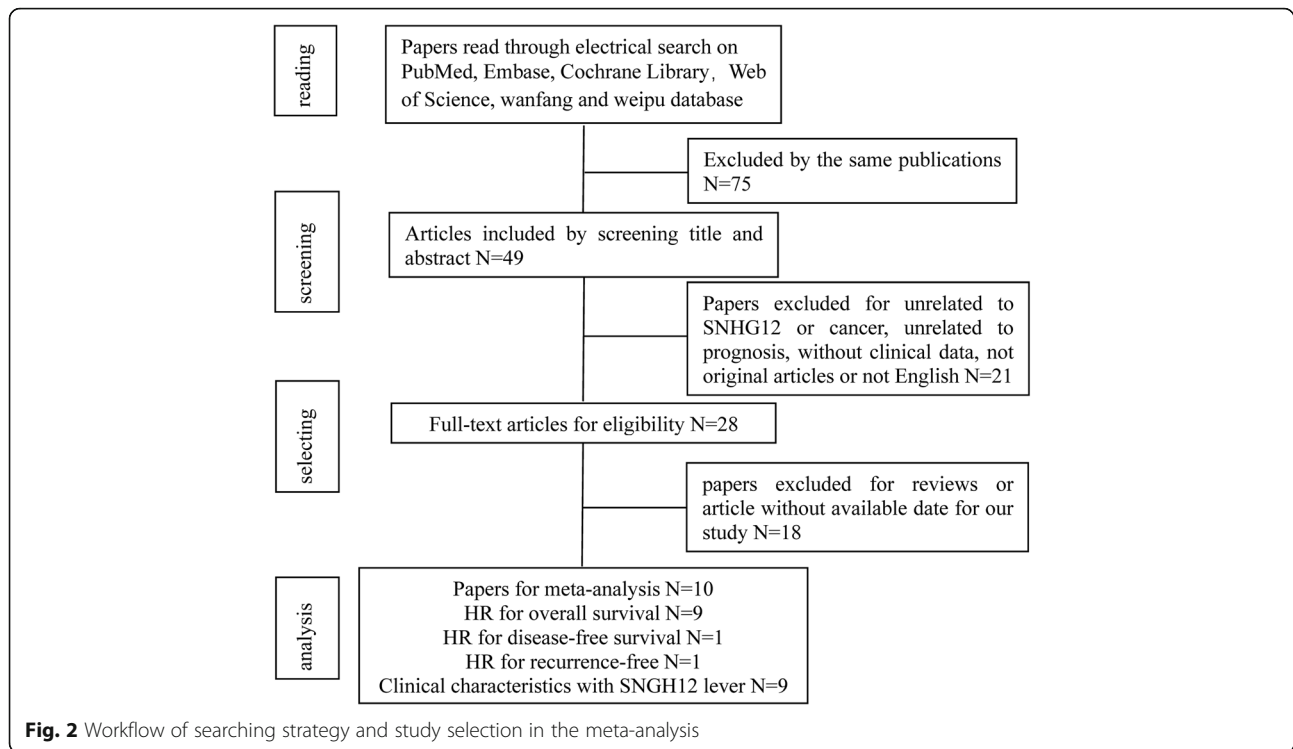 reading
Papers read through electrical search on
PubMed, Embase, Cochrane Library, Web
of Science, wanfang and weipu database
Excluded by the same publications
N=75
screening
Articles included by screening title and
abstract N=49
Papers excluded for unrelated to
SNHG12 or cancer, unrelated to
prognosis, without clinical data, not
original articles or not English N=21
selecting
Full-text articles for eligibility N=28
papers excluded for reviews or
article without available date for our
study N=18
analysis
Papers for meta-analysis N=10
HR for overall survival N=9
HR for disease-free survival N=1
HR for recurrence-free N=1
Clinical characteristics with SNGH12 lever N=9
Fig. 2 Workflow of searching strategy and study selection in the meta-analysis